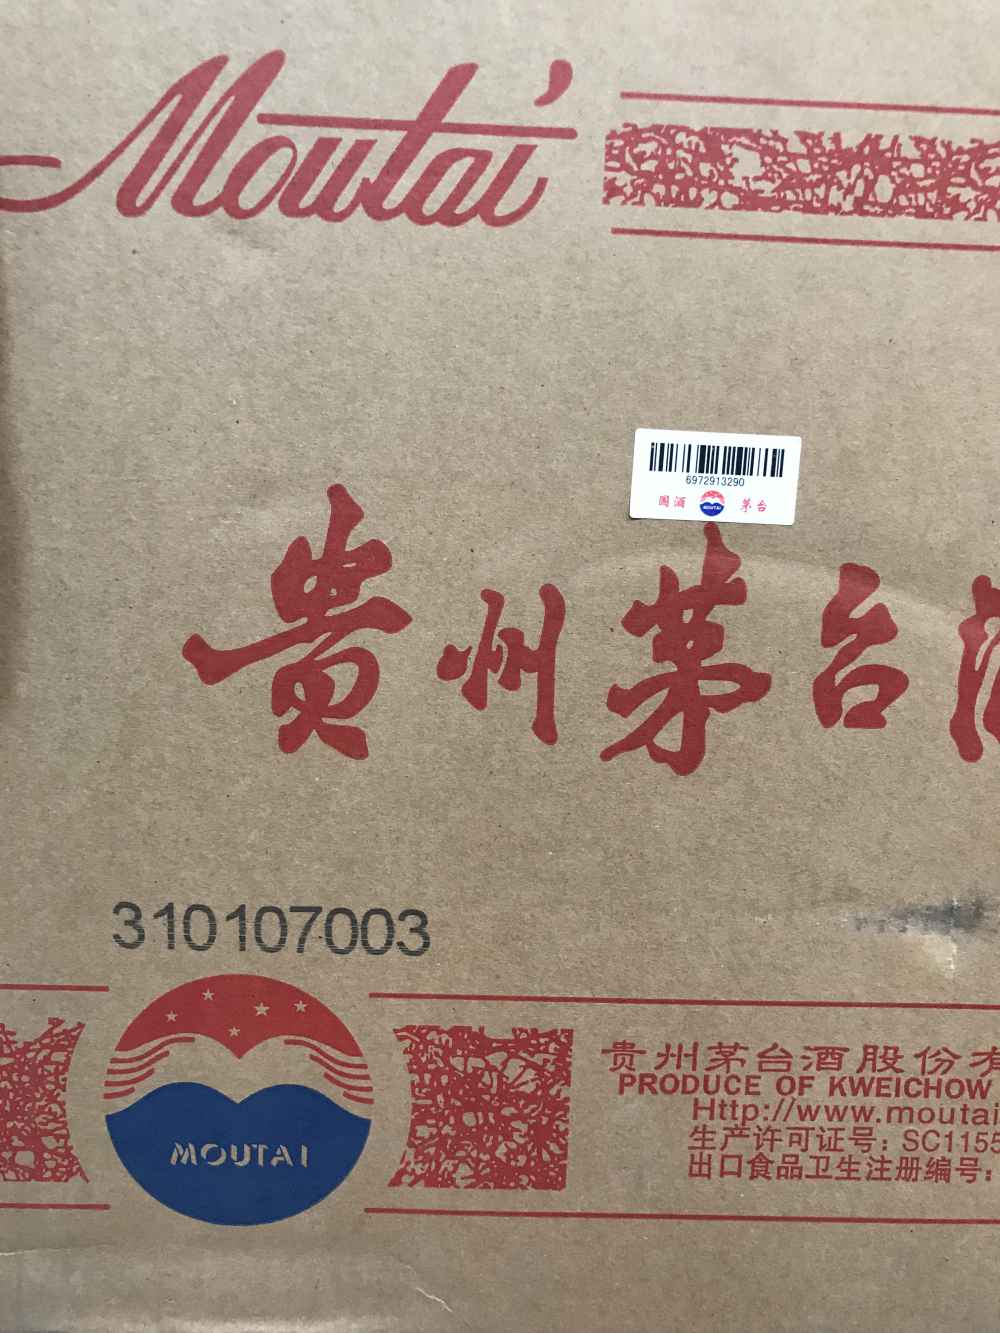 Moutai
6972913290
国酒 MOUTAI 茅台
贵州茅台
310107003
MOUTAI
贵州茅台酒股份
PRODUCE OF KWEICHOW
Http://www.moutai
生产许可证号：SC1155
出口食品卫生注册编号：